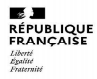 RÉPUBLIQUE
FRANÇAISE
Liberté
Égalité
Fraternité